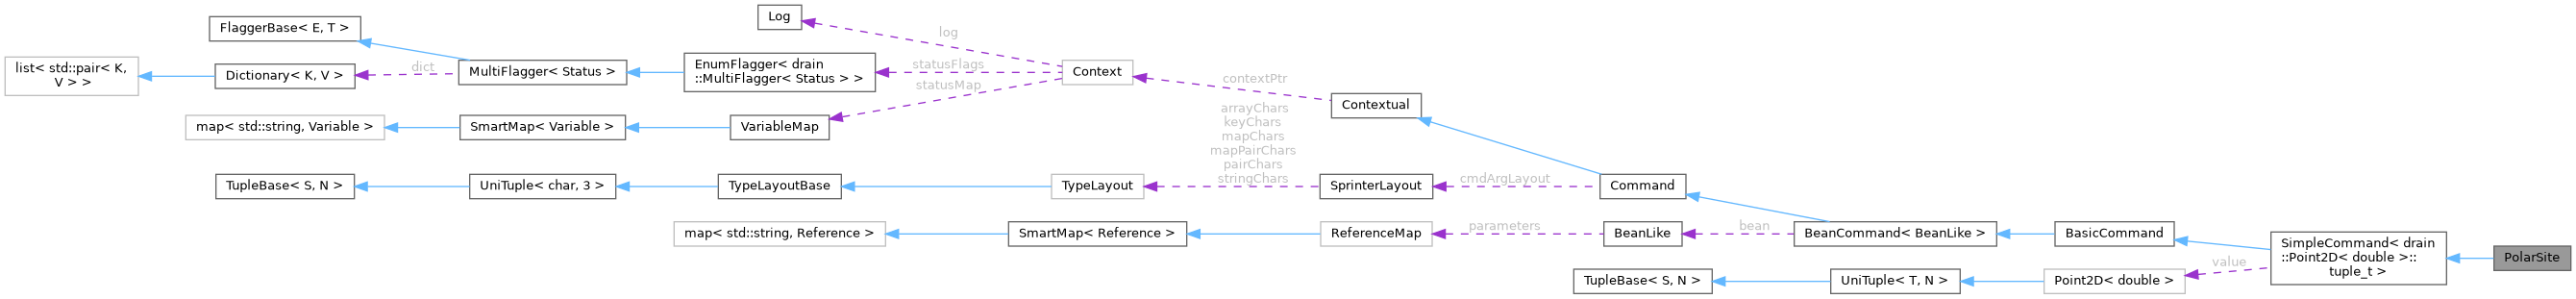 Log
FlaggerBase< E, T >
log
list< std::pair< K,
V > >
Dictionary< K, V >
dict
MultiFlagger< Status >
EnumFlagger< drain
::MultiFlagger< Status > >
statusFlags
Context
statusMap
contextPtr
Contextual
map< std::string, Variable >
SmartMap< Variable >
VariableMap
arrayChars
keyChars
mapChars
mapPairChars
pairChars
stringChars
TupleBase< S, N >
UniTuple< char, 3 >
TypeLayoutBase
TypeLayout
SprinterLayout
cmdArgLayout
Command
map< std::string, Reference >
SmartMap< Reference >
ReferenceMap
parameters
BeanLike
bean
BeanCommand< BeanLike >
BasicCommand
SimpleCommand< drain
::Point2D< double >::
tuple_t >
PolarSite
value
TupleBase< S, N >
UniTuple< T, N >
Point2D< double >